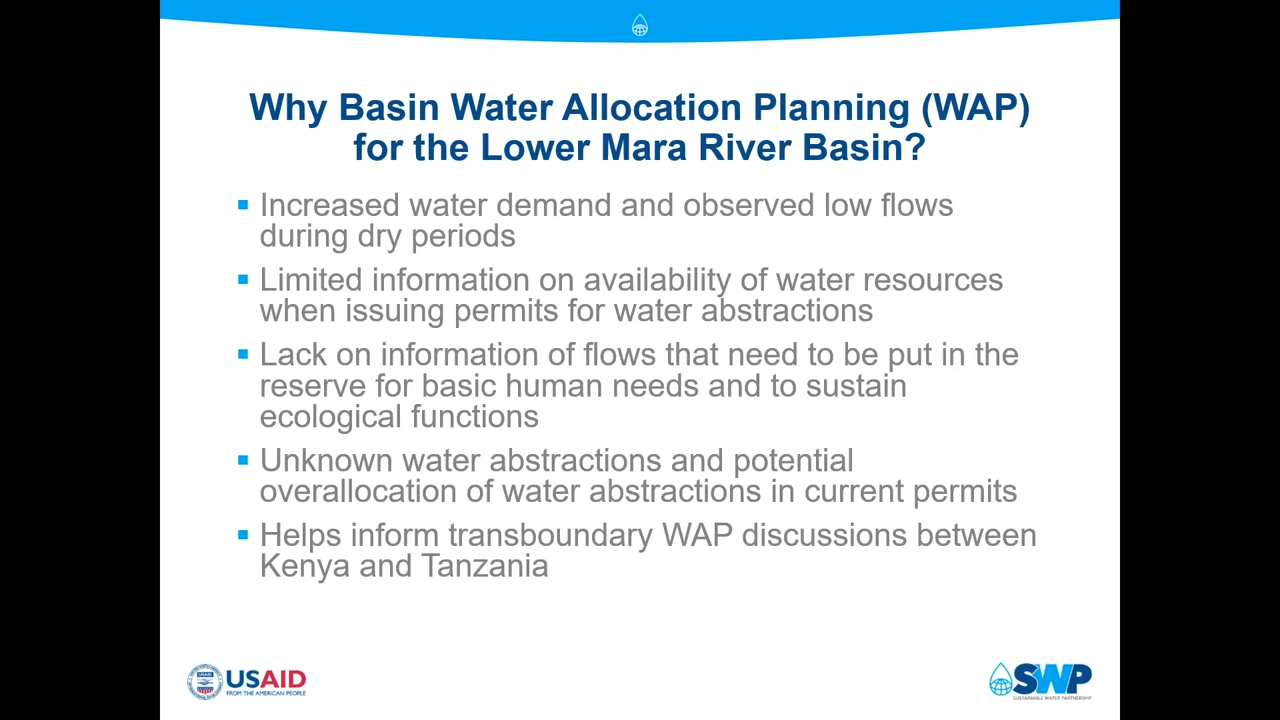 Why Basin Water Allocation Planning (WAP)
for the Lower Mara River Basin?
Increased water demand and observed low flows
during dry periods
Limited information on availability of water resources
when issuing permits for water abstractions
Lack on information of flows that need to be put in the
reserve for basic human needs and to sustain
ecological functions
Unknown water abstractions and potential
overallocation of water abstractions in current permits
Helps inform transboundary WAP discussions between
Kenya and Tanzania
USAID
FROM THE AMERICAN PEOPLE
SWP
SUSTAINABLE WATER PARTNERSHIP